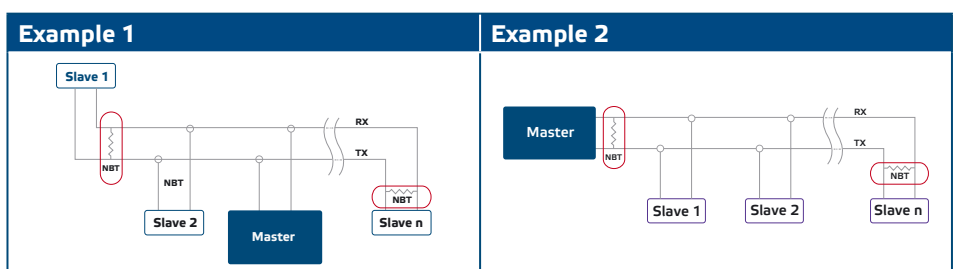 Example 1
Slave 1
RX
TX
NBT
NBT
NBT
Slave 2
Master
Slave n
Example 2
Master
RX
TX
NBT
NBT
Slave 1
Slave 2
Slave n